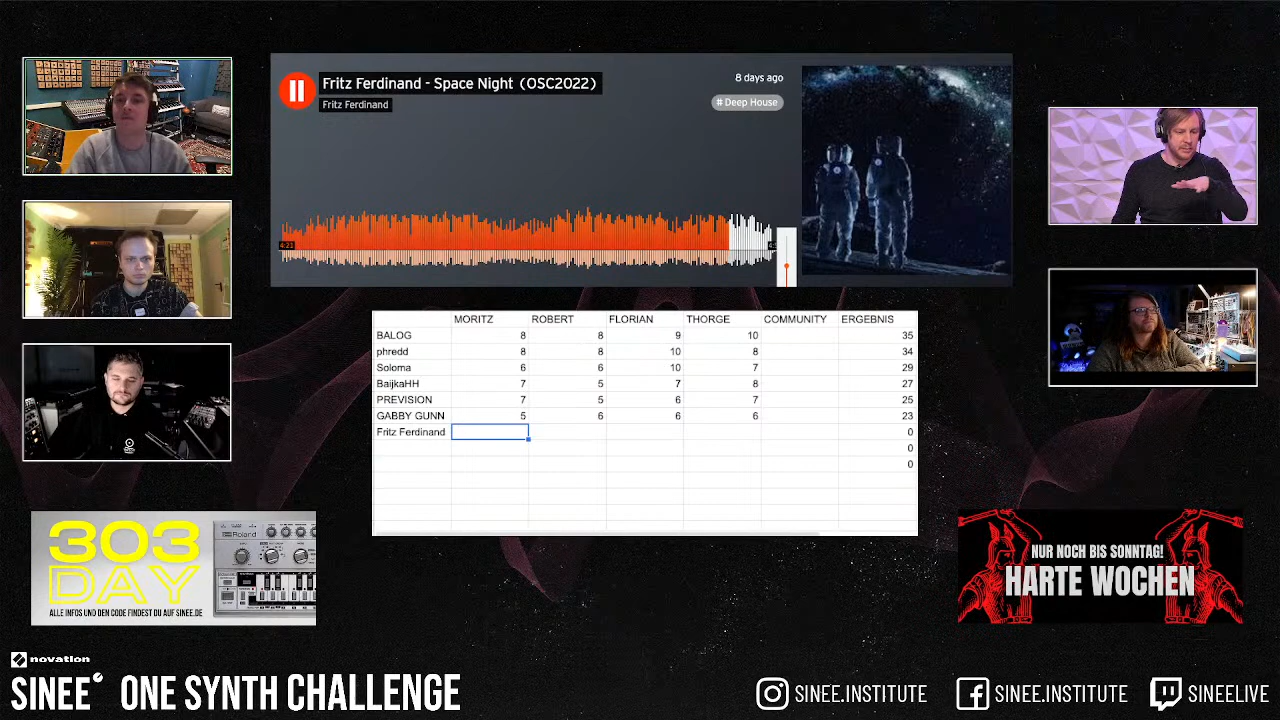 Fritz Ferdinand - Space Night (OSC2022)
Fritz Ferdinand
8 days ago
# Deep House
4:21
MORITZ ROBERT FLORIAN THORGE COMMUNITY ERGEBNIS
BALOG 8 8 9 10 35
phredd 8 8 10 8 34
Soloma 6 6 10 7 29
BaijkaHH 7 5 7 8 27
PREVISION 7 5 6 7 25
GABBY GUNN 5 6 6 6 23
Fritz Ferdinand 0
0
0
303
DAY
ALLE INFOS UND DEN CODE FINDEST DU AUF SINEE.DE
Roland
NUR NOCH BIS SONNTAG!
HARTE WOCHEN
novation
SINEE ONE SYNTH CHALLENGE
SINEE.INSTITUTE
SINEE.INSTITUTE
SINEELIVE